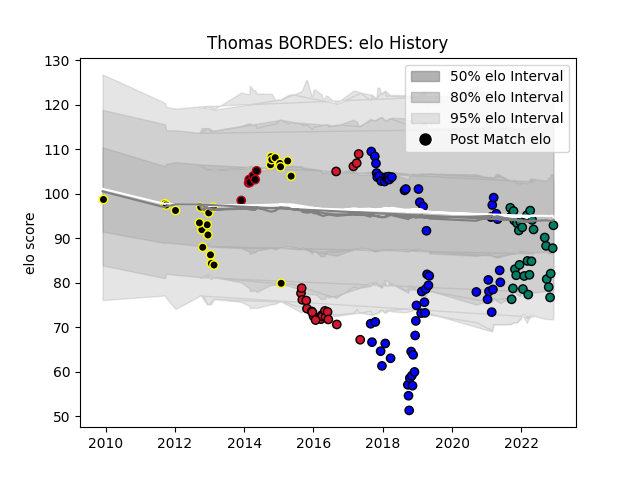 Thomas BORDES: elo History
130
120
110
100
90
80
70
60
50
elo score
50% elo Interval
80% elo Interval
95% elo Interval
Post Match elo
2010
2012
2014
2016
2018
2020
2022